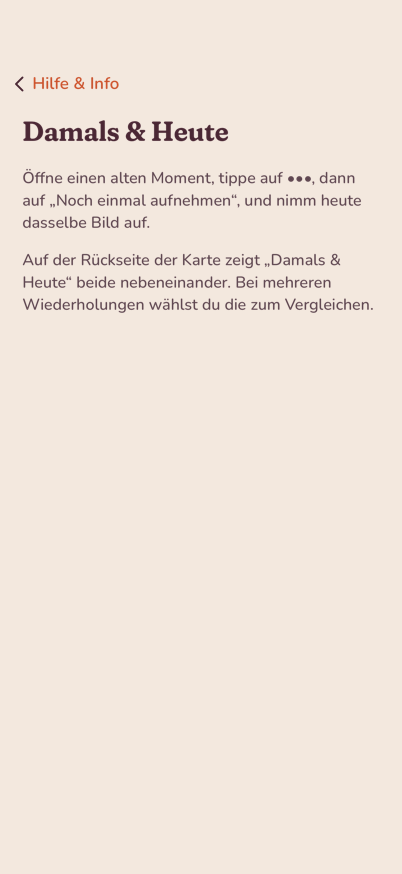 Hilfe & Info
Damals & Heute
Öffne einen alten Moment, tippe auf •••, dann
auf „Noch einmal aufnehmen“, und nimm heute
dasselbe Bild auf.
Auf der Rückseite der Karte zeigt „Damals &
Heute“ beide nebeneinander. Bei mehreren
Wiederholungen wählst du die zum Vergleichen.